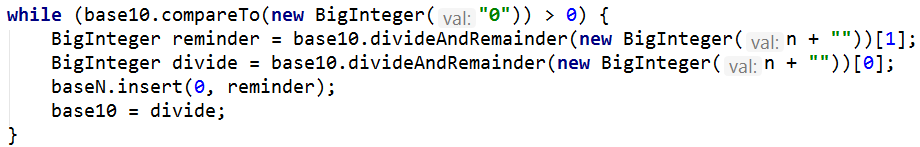 while (base10.compareTo(new BigInteger( val: "0")) > 0) {
    BigInteger reminder = base10.divideAndRemainder(new BigInteger( val: n + ""))[1];
    BigInteger divide = base10.divideAndRemainder(new BigInteger( val: n + ""))[0];
    baseN.insert(0, reminder);
    base10 = divide;
}